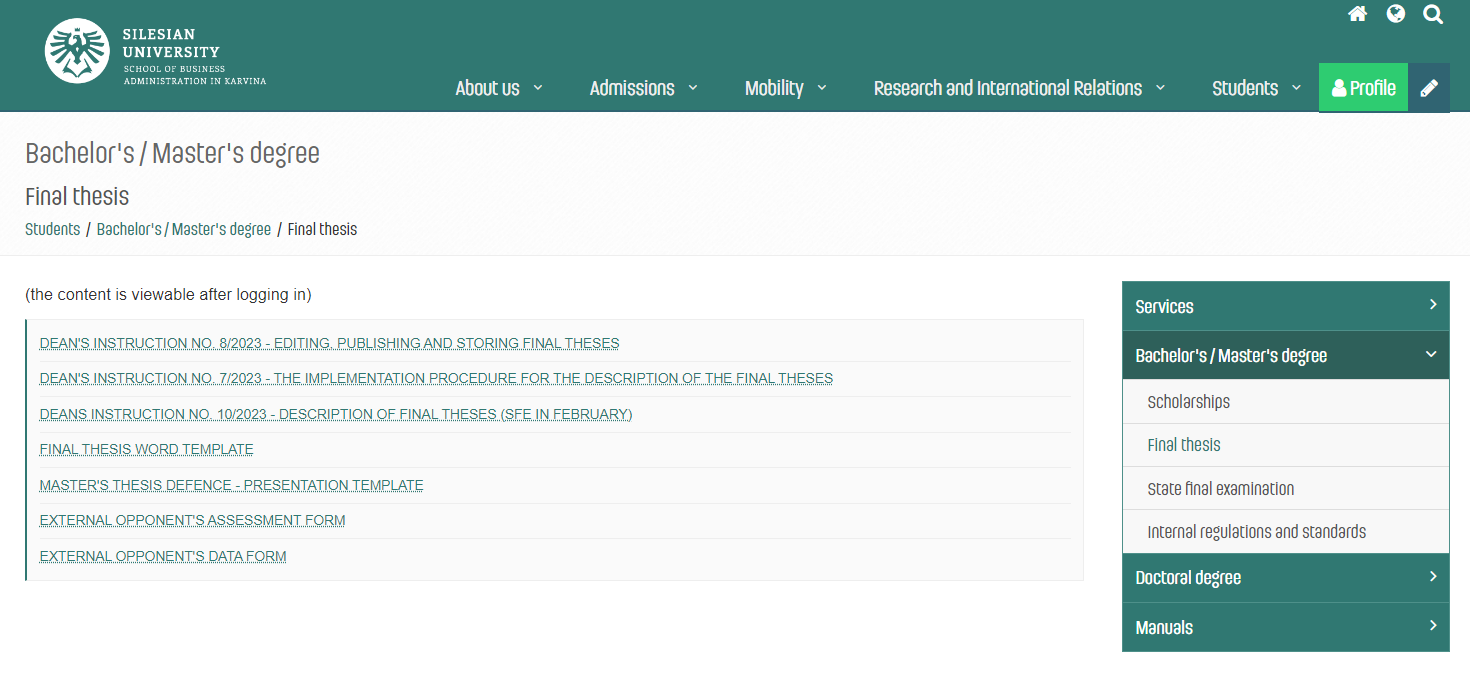 SILESIAN
UNIVERSITY
SCHOOL OF BUSINESS
ADMINISTRATION IN KARVINA
About us
Admissions
Mobility
Research and International Relations
Students
Profile
Bachelor's / Master's degree
Final thesis
Students / Bachelor's / Master's degree / Final thesis
(the content is viewable after logging in)
DEAN'S INSTRUCTION NO. 8/2023 - EDITING, PUBLISHING AND STORING FINAL THESES
DEAN'S INSTRUCTION NO. 7/2023 - THE IMPLEMENTATION PROCEDURE FOR THE DESCRIPTION OF THE FINAL THESES
DEANS INSTRUCTION NO. 10/2023 - DESCRIPTION OF FINAL THESES (SFE IN FEBRUARY)
FINAL THESIS WORD TEMPLATE
MASTER'S THESIS DEFENCE - PRESENTATION TEMPLATE
EXTERNAL OPPONENT'S ASSESSMENT FORM
EXTERNAL OPPONENT'S DATA FORM
Services
Bachelor's / Master's degree
Scholarships
Final thesis
State final examination
Internal regulations and standards
Doctoral degree
Manuals